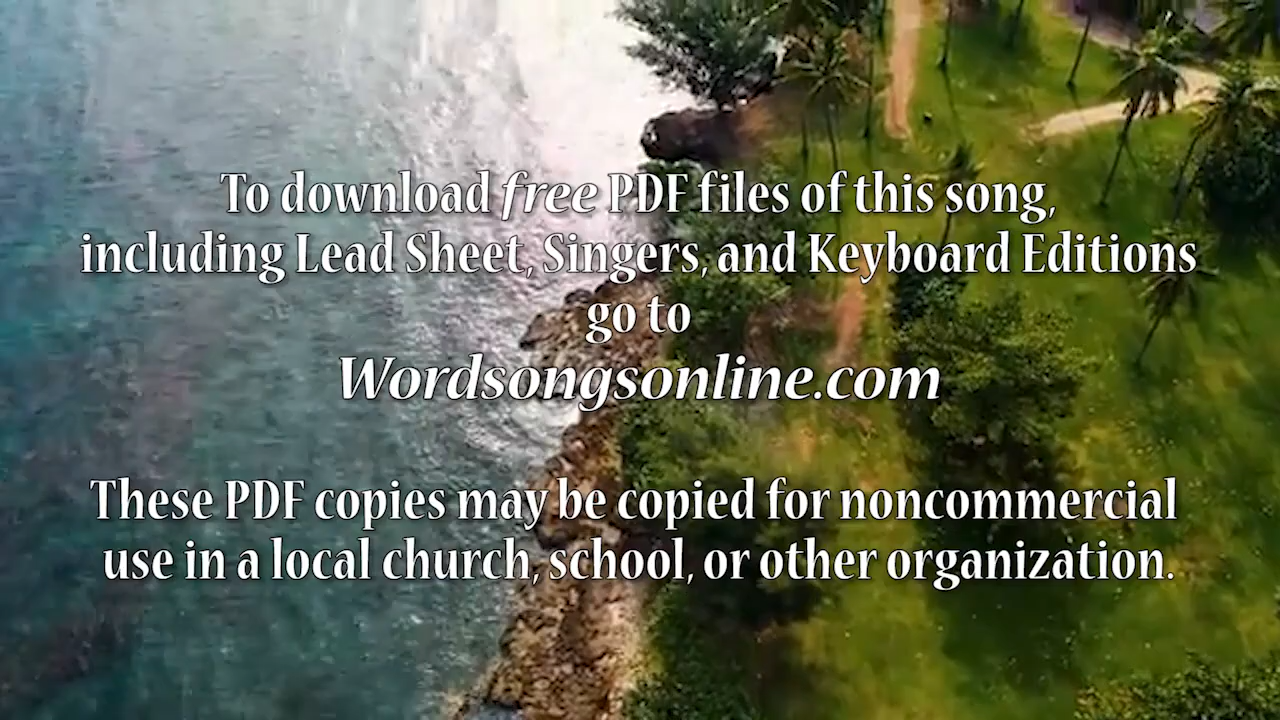 To download free PDF files of this song,
including Lead Sheet, Singers, and Keyboard Editions
go to
Wordsongsonline.com
These PDF copies may be copied for noncommercial
use in a local church, school, or other organization.